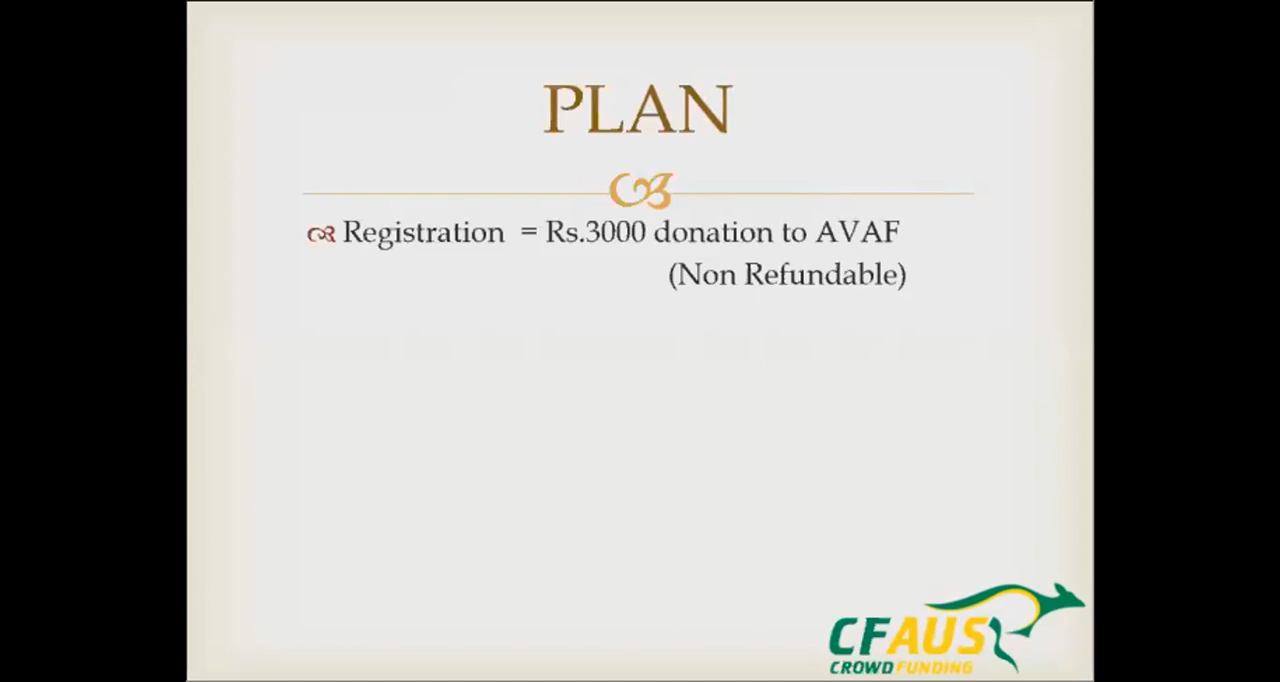 PLAN
Registration = Rs.3000 donation to AVAF
(Non Refundable)
CFAUS
CROWD FUNDING